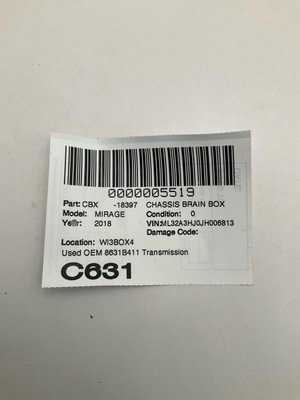 0000005519
Part: CBX -18397 CHASSIS BRAIN BOX
Model: MIRAGE Condition: 0
Year: 2018 VIN:ML32A3HJ0JH006813
Damage Code:
Location: WI3BOX4
Used OEM 8631B411 Transmission
C631